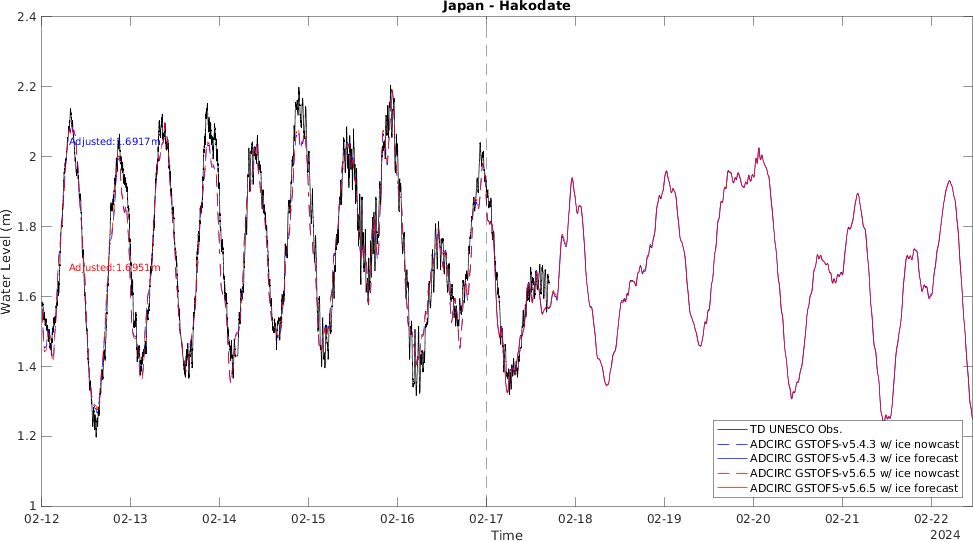 Japan - Hakodate
2.4
2.2
2
1.8
1.6
1.4
1.2
1
Water Level (m)
Adjusted:1.6917m
Adjusted:1.6951m
TD UNESCO Obs.
ADCIRC GSTOFS-v5.4.3 w/ ice nowcast
ADCIRC GSTOFS-v5.4.3 w/ ice forecast
ADCIRC GSTOFS-v5.6.5 w/ ice nowcast
ADCIRC GSTOFS-v5.6.5 w/ ice forecast
02-12 02-13 02-14 02-15 02-16 02-17 02-18 02-19 02-20 02-21 02-22
Time
2024